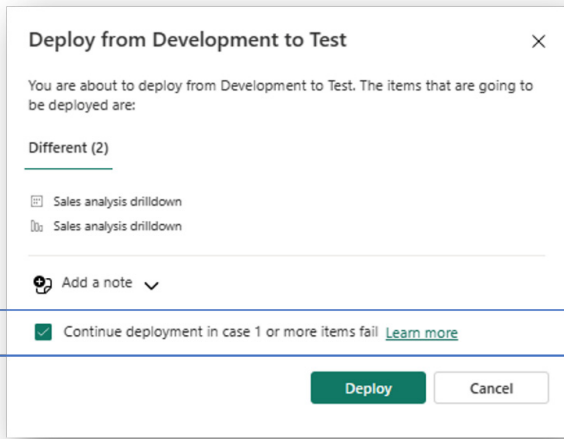 Deploy from Development to Test
You are about to deploy from Development to Test. The items that are going to
be deployed are:
Different (2)
Sales analysis drilldown
Sales analysis drilldown
Add a note
Continue deployment in case 1 or more items fail Learn more
Deploy Cancel